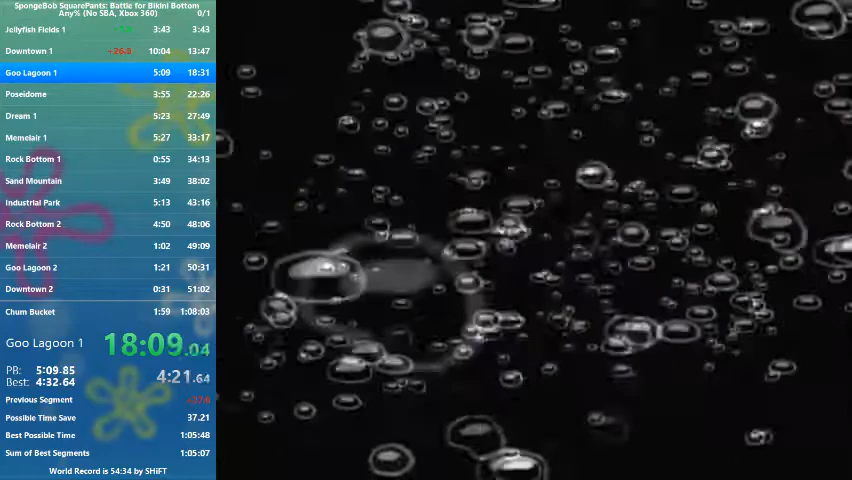 SpongeBob SquarePants: Battle for Bikini Bottom
Any% (No SBA, Xbox 360) 0/1
Jellyfish Fields 1 3:43 3:43
Downtown 1 +26.0 10:04 13:47
Goo Lagoon 1 5:09 18:31
Poseidome 3:55 22:26
Dream 1 5:23 27:49
Memelair 1 5:27 33:17
Rock Bottom 1 0:55 34:13
Sand Mountain 3:49 38:02
Industrial Park 5:13 43:16
Rock Bottom 2 4:50 48:06
Memelair 2 1:02 49:09
Goo Lagoon 2 1:21 50:31
Downtown 2 0:31 51:02
Chum Bucket 1:59 1:08:03
Goo Lagoon 1 18:09.04
PB: 5:09.85
Best: 4:32.64 4:21.64
Previous Segment +27.6
Possible Time Save 37.21
Best Possible Time 1:05:48
Sum of Best Segments 1:05:07
World Record is 54:34 by SHiFT